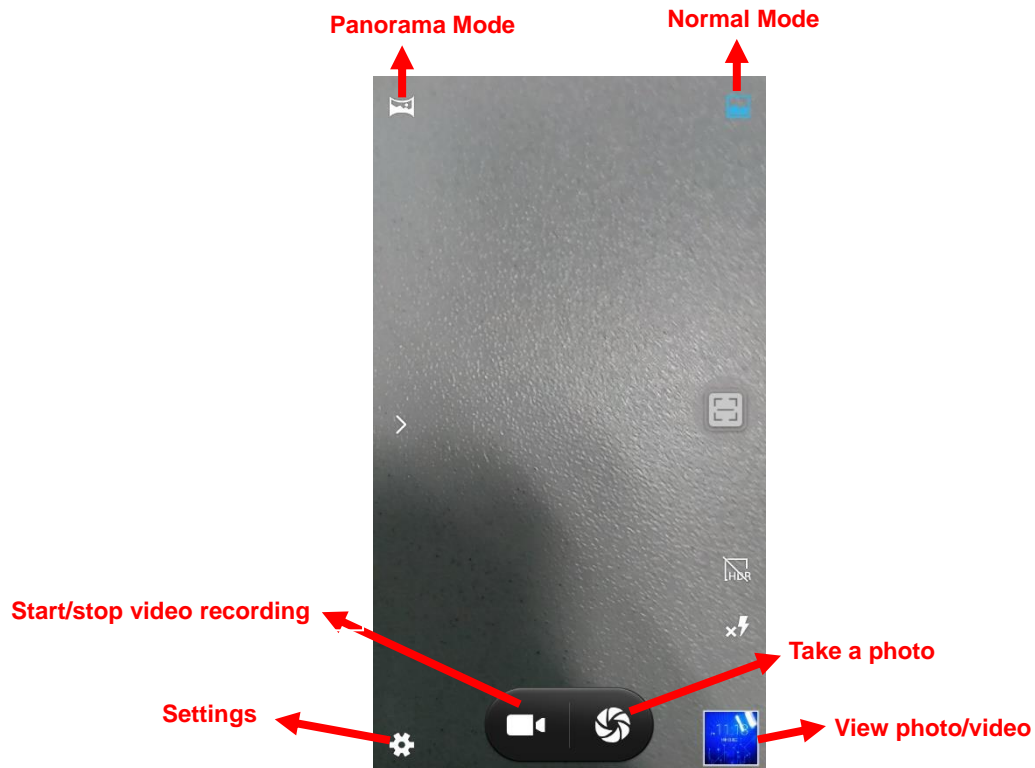 Normal Mode
Panorama Mode
HDR
Start/stop video recording
Take a photo
Settings
View photo/video